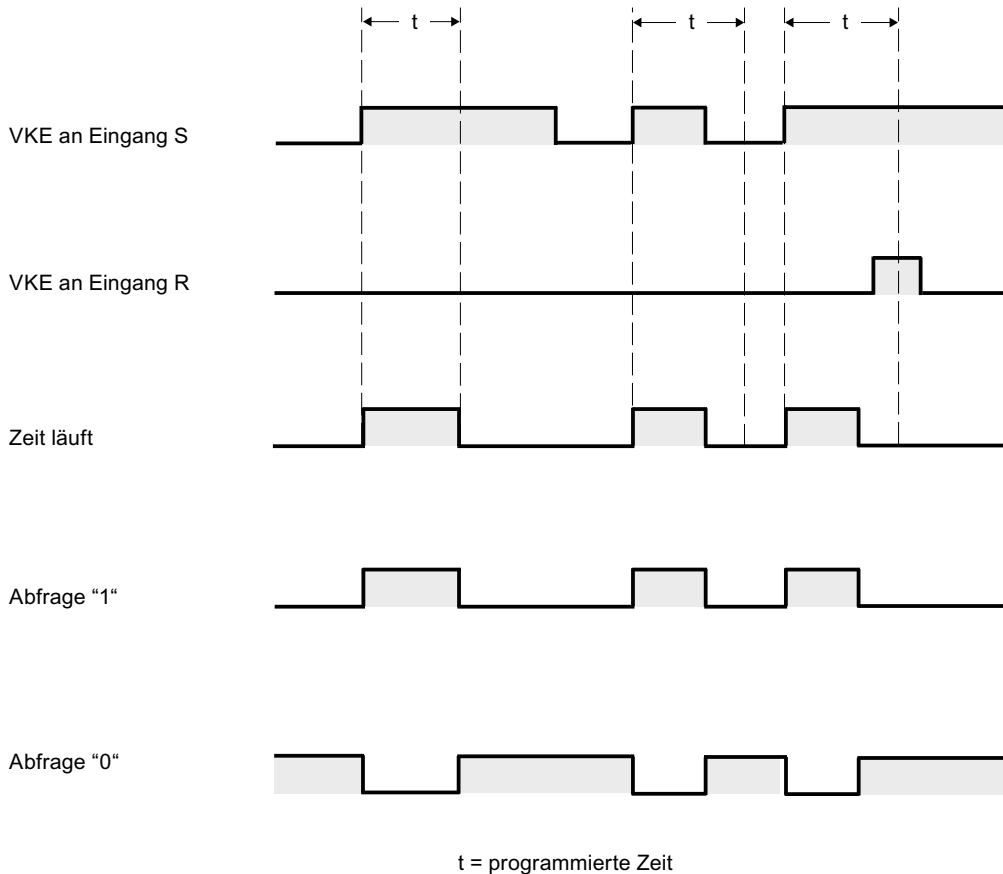 t
t
t
VKE an Eingang S
VKE an Eingang R
Zeit läuft
Abfrage “1“
Abfrage “0“
t = programmierte Zeit